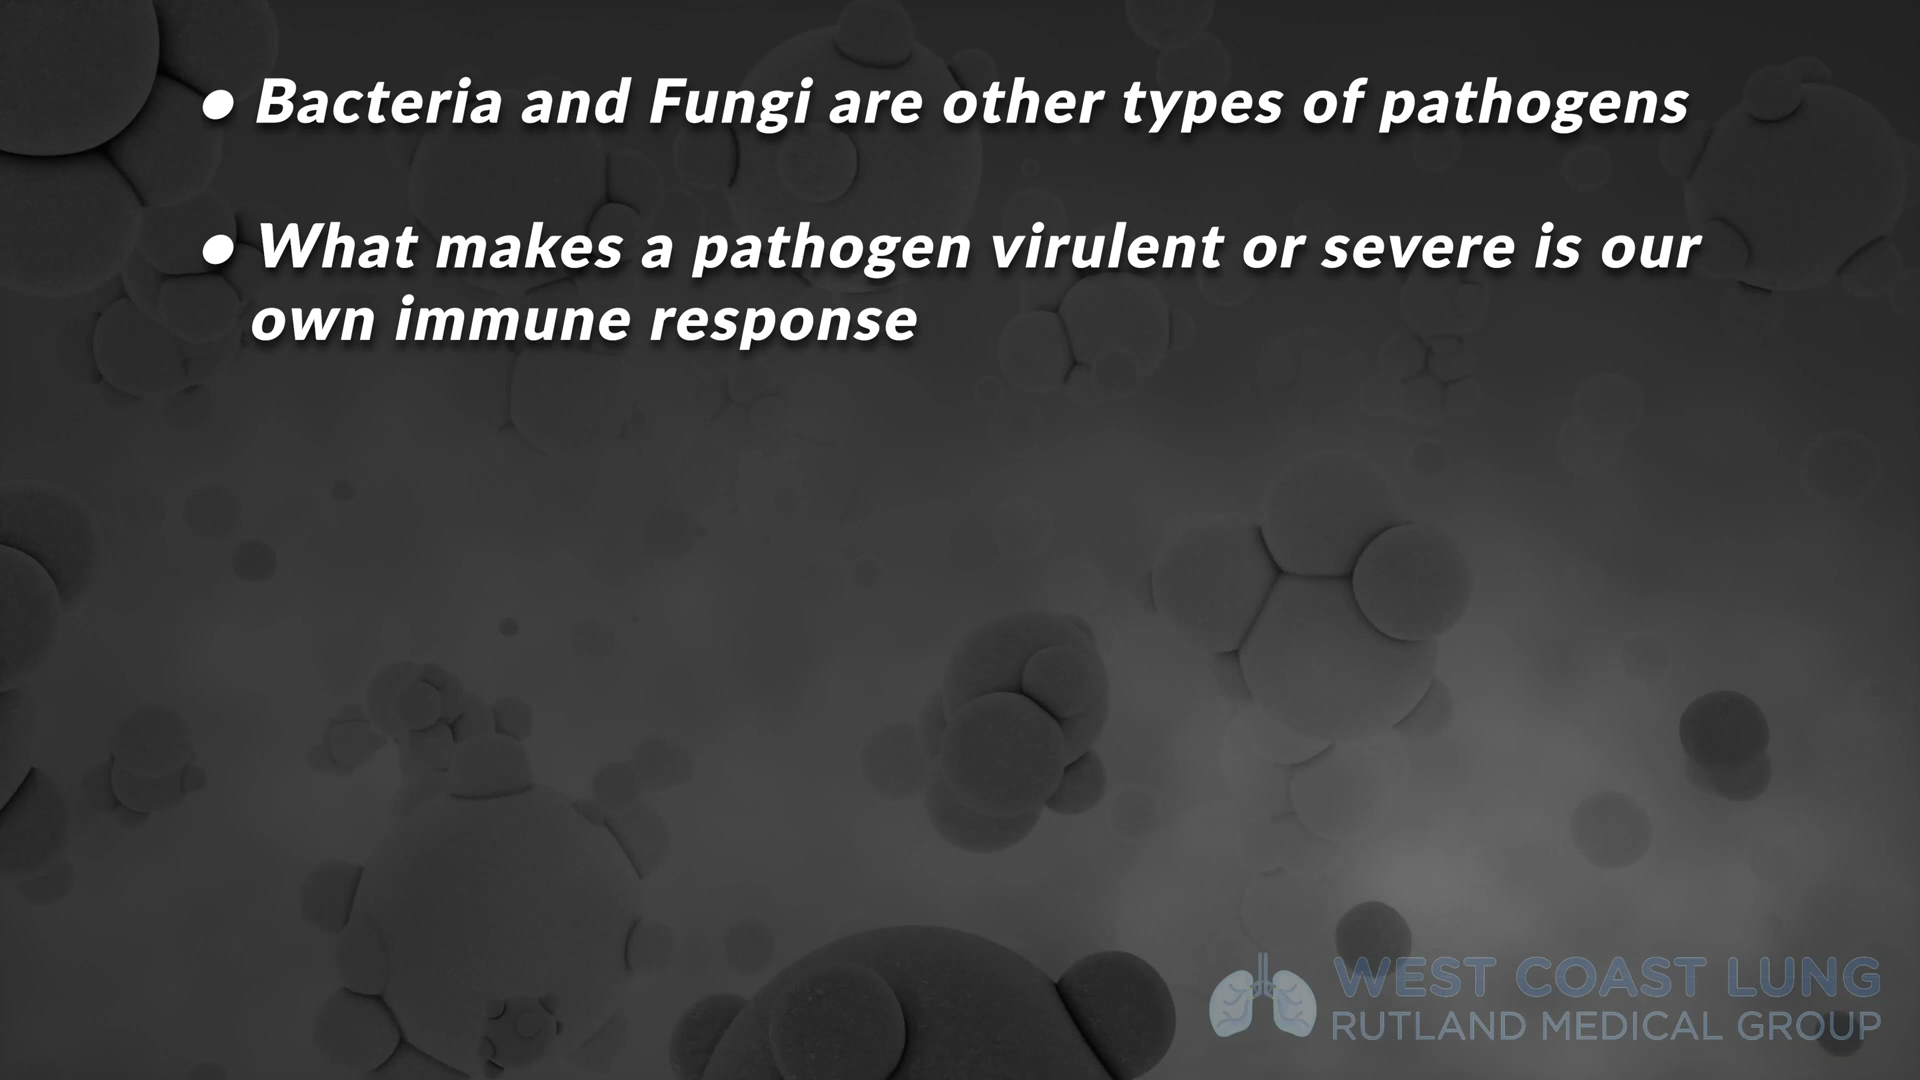 • Bacteria and Fungi are other types of pathogens
• What makes a pathogen virulent or severe is our
own immune response
WEST COAST LUNG
RUTLAND MEDICAL GROUP